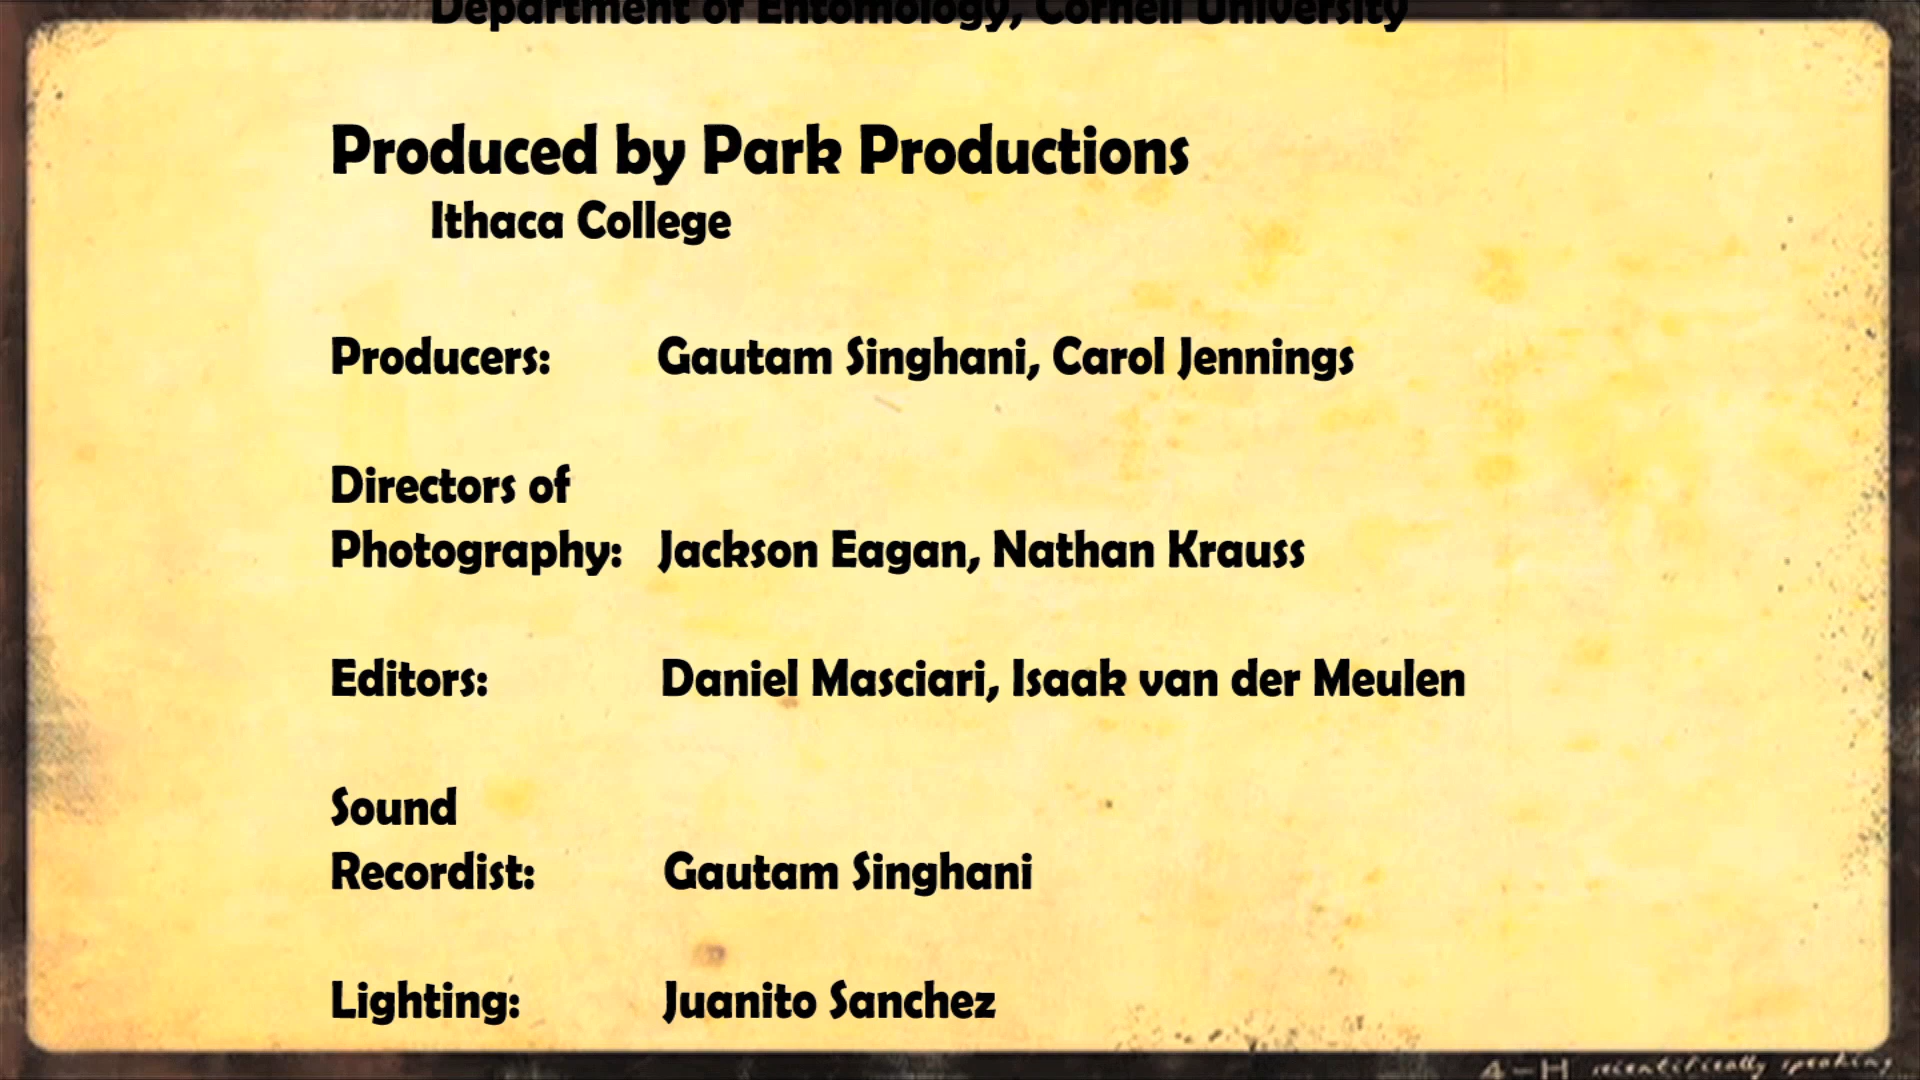 Department of Entomology, Cornell University
Produced by Park Productions
Ithaca College
Producers: Gautam Singhani, Carol Jennings
Directors of
Photography: Jackson Eagan, Nathan Krauss
Editors: Daniel Masciari, Isaak van der Meulen
Sound
Recordist: Gautam Singhani
Lighting: Juanito Sanchez
4-H scientifically speaking